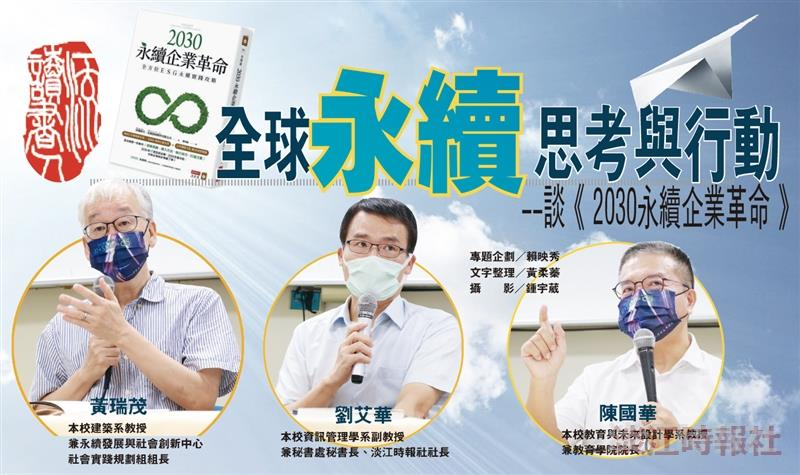 淡江讀書人
2030
永續企業革命
全方位ESG永續實踐攻略
全球永續思考與行動
--談《2030永續企業革命》
專題企劃／賴映秀
文字整理／黃柔蓁
攝　影／鍾宇葳
黃瑞茂
本校建築系教授
兼永續發展與社會創新中心
社會實踐規劃組組長
劉艾華
本校資訊管理學系副教授
兼秘書處秘書長、淡江時報社社長
陳國華
本校教育與未來設計學系教授
兼教育學院院長
淡江時報社